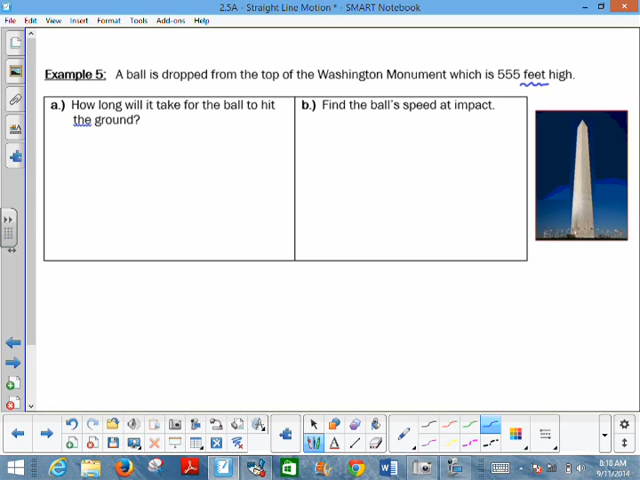 2.5A - Straight Line Motion * - SMART Notebook
File Edit View Insert Format Tools Add-ons Help
Example 5: A ball is dropped from the top of the Washington Monument which is 555 feet high.
a.) How long will it take for the ball to hit
the ground?
b.) Find the ball's speed at impact.
8:18 AM
9/11/2014